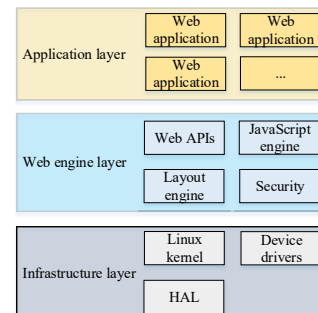 Application layer
Web
application
Web
application
Web
application
...
Web engine layer
Web APIs
JavaScript
engine
Layout
engine
Security
Infrastructure layer
Linux
kernel
Device
drivers
HAL